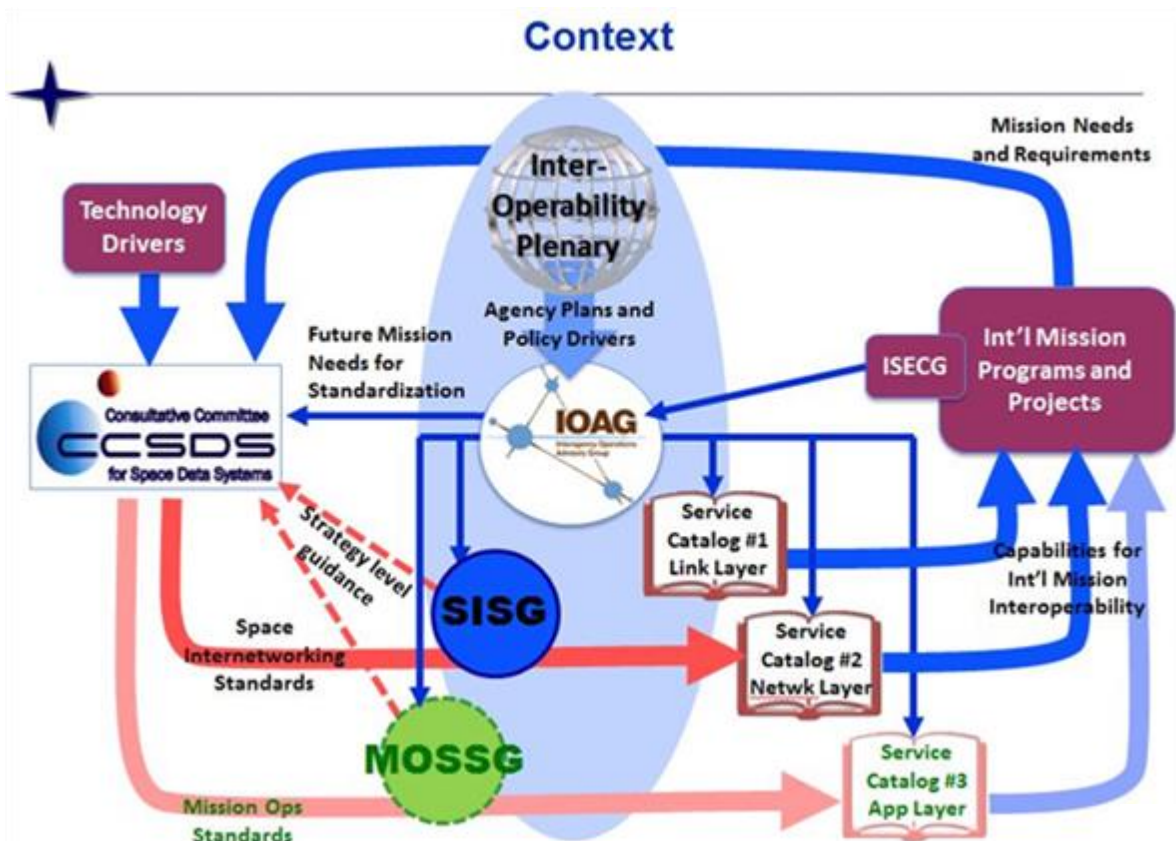 Context
Mission Needs
and Requirements
Inter-
Operability
Plenary
Technology
Drivers
Agency Plans and
Policy Drivers
Future Mission
Needs for
Standardization
ISECG
Int'l Mission
Programs and
Projects
Consultative Committee
CCSDS
for Space Data Systems
IOAG
Interagency Operations
Advisory Group
Service
Catalog #1
Link Layer
Strategy level
guidance
Capabilities for
Int'l Mission
Interoperability
SISG
Space
Internetworking
Standards
Service
Catalog #2
Netwk Layer
MOSSG
Service
Catalog #3
App Layer
Mission Ops
Standards